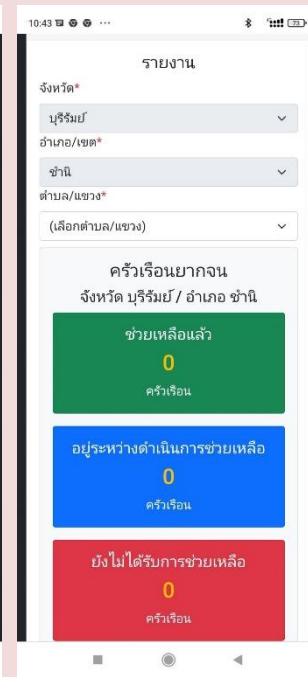 10:43
73
รายงาน
จังหวัด*
บุรีรัมย์
อำเภอ/เขต*
ชำนิ
ตำบล/แขวง*
(เลือกตำบล/แขวง)
ครัวเรือนยากจน
จังหวัด บุรีรัมย์ / อำเภอ ชำนิ
ช่วยเหลือแล้ว
0
ครัวเรือน
อยู่ระหว่างดำเนินการช่วยเหลือ
0
ครัวเรือน
ยังไม่ได้รับการช่วยเหลือ
0
ครัวเรือน